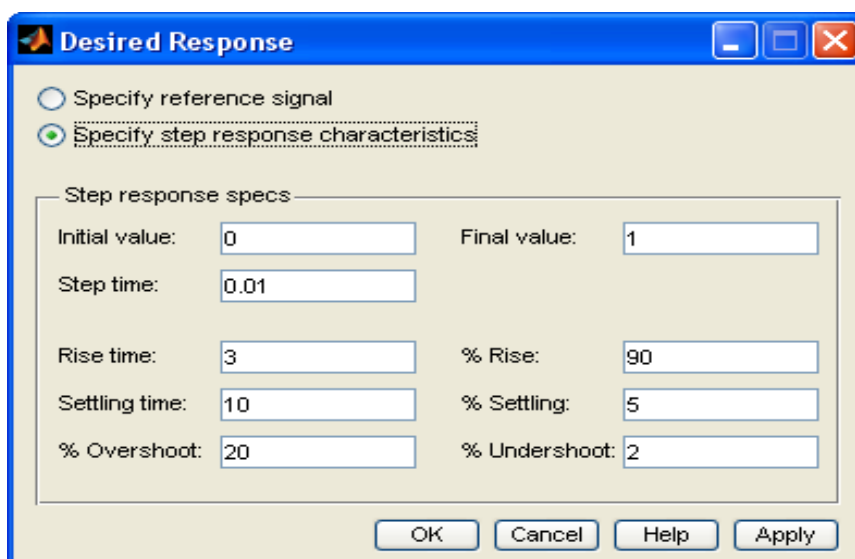 Desired Response
Specify reference signal
Specify step response characteristics
Step response specs
Initial value: 0 Final value: 1
Step time: 0.01
Rise time: 3 % Rise: 90
Settling time: 10 % Settling: 5
% Overshoot: 20 % Undershoot: 2
OK Cancel Help Apply